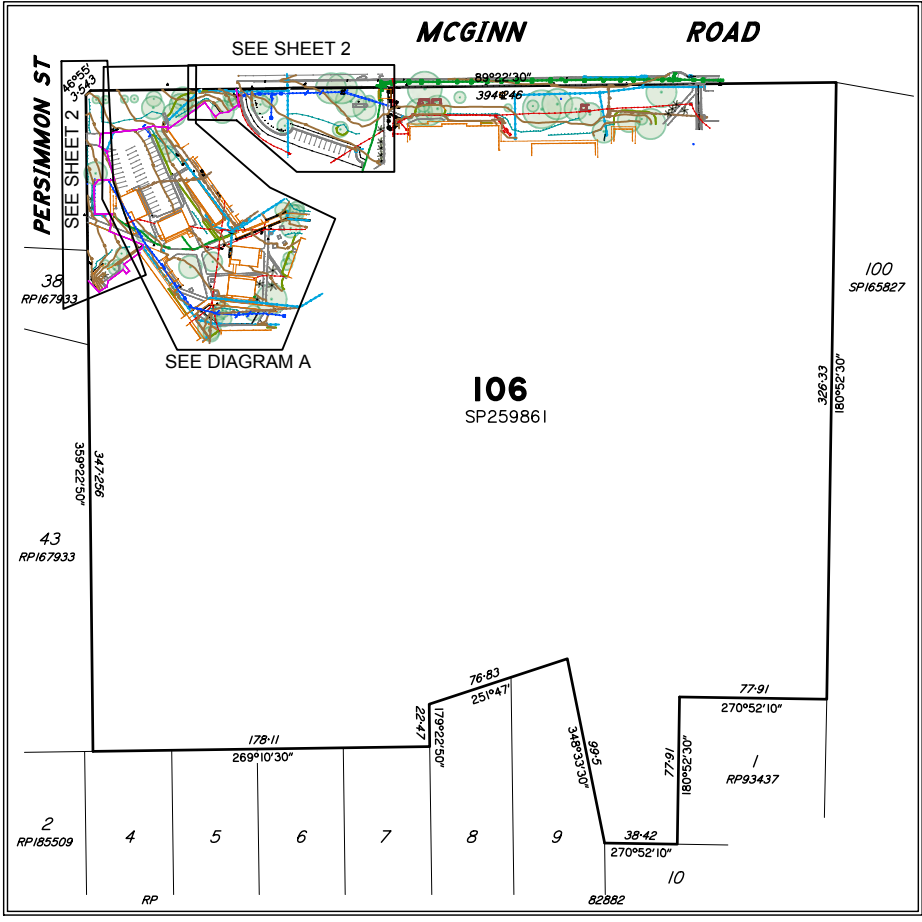 MCGINN ROAD
SEE SHEET 2
PERSIMMON ST
46°55'
3·543
SEE SHEET 2
89°22'30"
38
RP167933
100
SP165827
SEE DIAGRAM A
106
SP259861
326·33
180°52'30"
347·256
359°22'50"
43
RP167933
76·83
251°47'
77·91
270°52'10"
22·47
179°22'50"
178·11
269°10'30"
99·5
348°33'30"
77·91
180°52'30"
1
RP93437
2
RP185509
4
5
6
7
8
9
38·42
270°52'10"
10
RP
82882